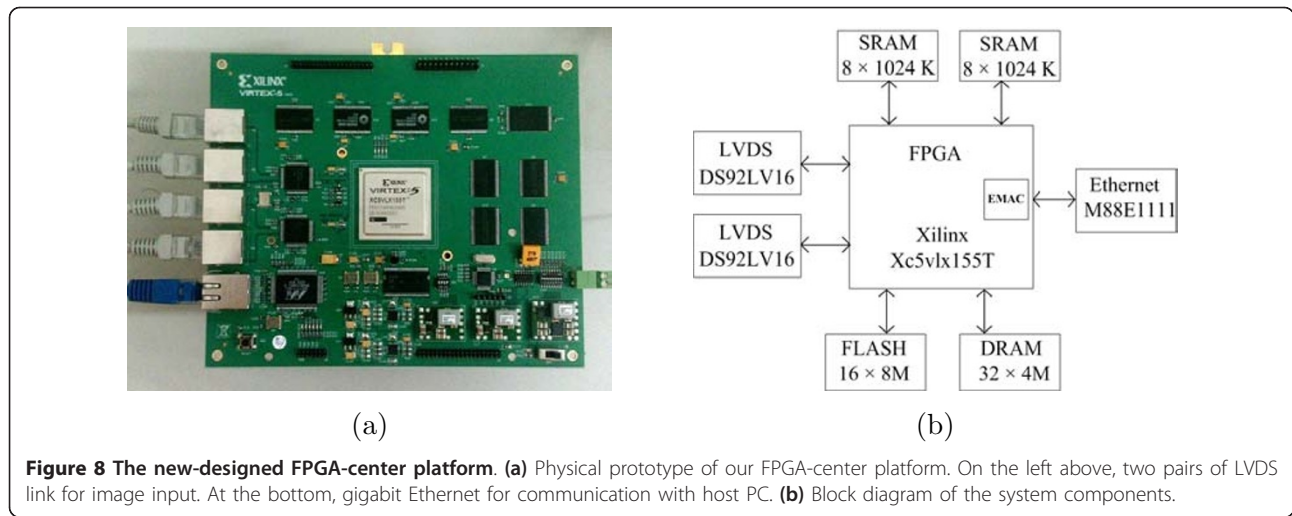 XILINX
VIRTEX-5
XILINX
VIRTEX-5
XC5VLX155T
SRAM
8 × 1024 K
SRAM
8 × 1024 K
LVDS
DS92LV16
FPGA
EMAC
Ethernet
M88E1111
LVDS
DS92LV16
Xilinx
Xc5vlx155T
FLASH
16 × 8M
DRAM
32 × 4M
(a)
(b)
Figure 8 The new-designed FPGA-center platform. (a) Physical prototype of our FPGA-center platform. On the left above, two pairs of LVDS
link for image input. At the bottom, gigabit Ethernet for communication with host PC. (b) Block diagram of the system components.